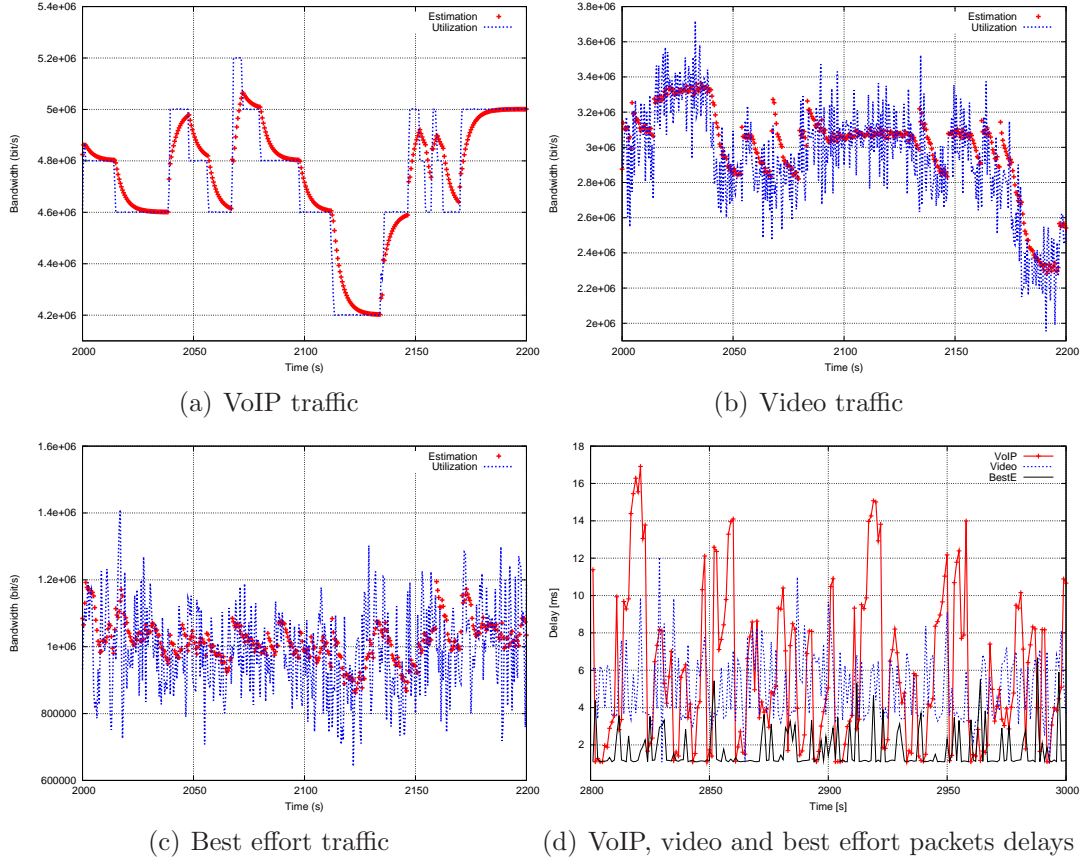 5.4e+06
5.2e+06
5e+06
4.8e+06
4.6e+06
4.4e+06
4.2e+06
Bandwidth (bit/s)
2000 2050 2100 2150 2200
Time (s)
Estimation
Utilization
(a) VoIP traffic
3.8e+06
3.6e+06
3.4e+06
3.2e+06
3e+06
2.8e+06
2.6e+06
2.4e+06
2.2e+06
2e+06
Bandwidth (bit/s)
2000 2050 2100 2150 2200
Time (s)
Estimation
Utilization
(b) Video traffic
1.6e+06
1.4e+06
1.2e+06
1e+06
800000
600000
Bandwidth (bit/s)
2000 2050 2100 2150 2200
Time (s)
Estimation
Utilization
(c) Best effort traffic
18
16
14
12
10
8
6
4
2
Delay [ms]
2800 2850 2900 2950 3000
Time [s]
VoIP
Video
BestE
(d) VoIP, video and best effort packets delays